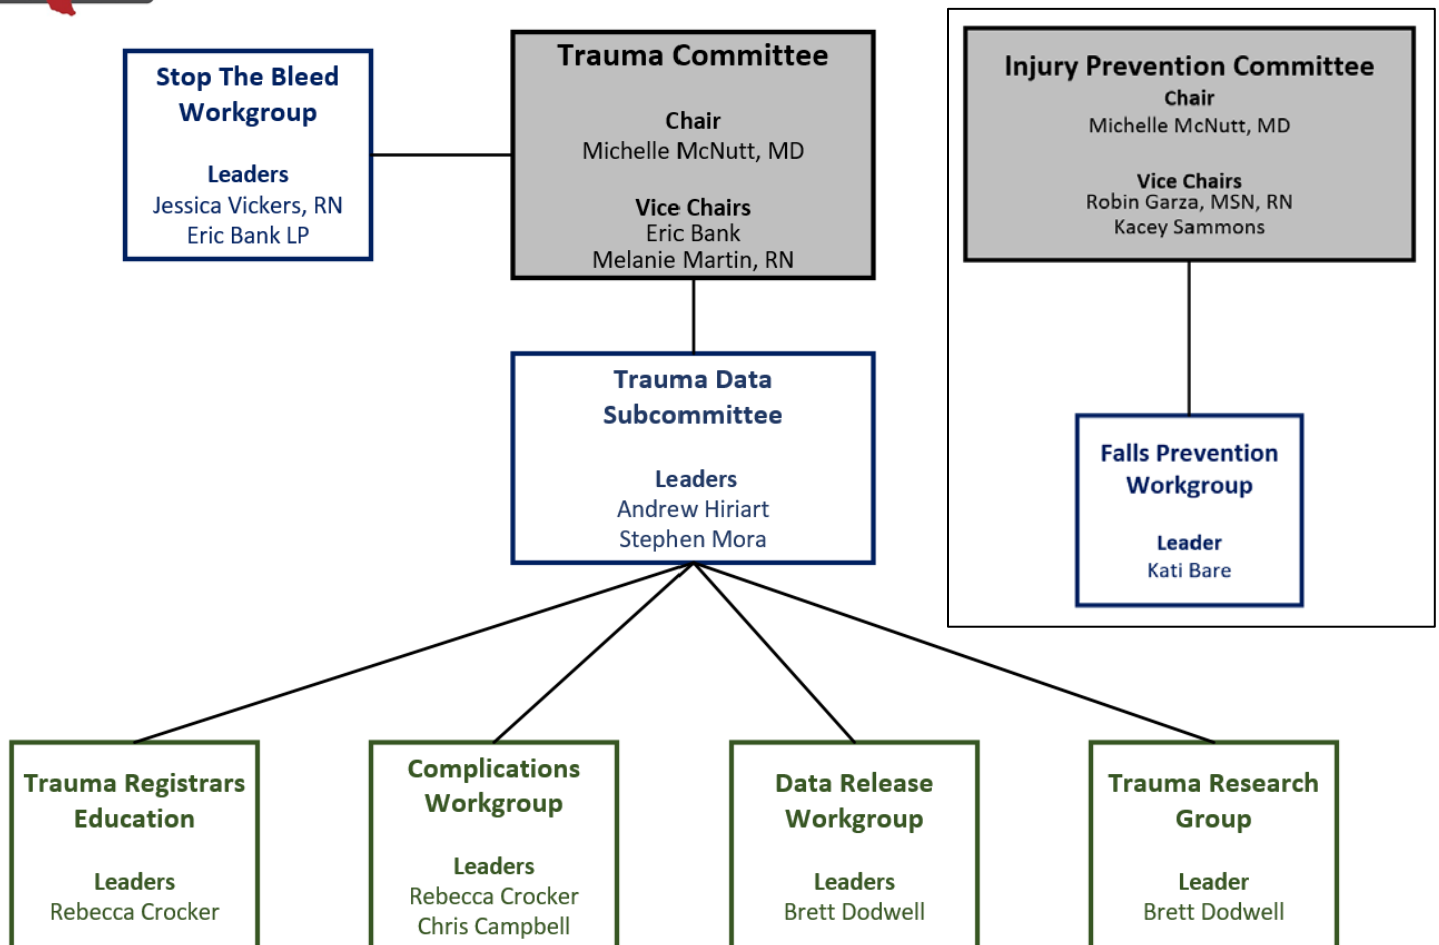 Stop The Bleed
Workgroup
Leaders
Jessica Vickers, RN
Eric Bank LP
Trauma Committee
Chair
Michelle McNutt, MD
Vice Chairs
Eric Bank
Melanie Martin, RN
Injury Prevention Committee
Chair
Michelle McNutt, MD
Vice Chairs
Robin Garza, MSN, RN
Kacey Sammons
Trauma Data
Subcommittee
Leaders
Andrew Hiriart
Stephen Mora
Falls Prevention
Workgroup
Leader
Kati Bare
Trauma Registrars
Education
Leaders
Rebecca Crocker
Complications
Workgroup
Leaders
Rebecca Crocker
Chris Campbell
Data Release
Workgroup
Leaders
Brett Dodwell
Trauma Research
Group
Leader
Brett Dodwell